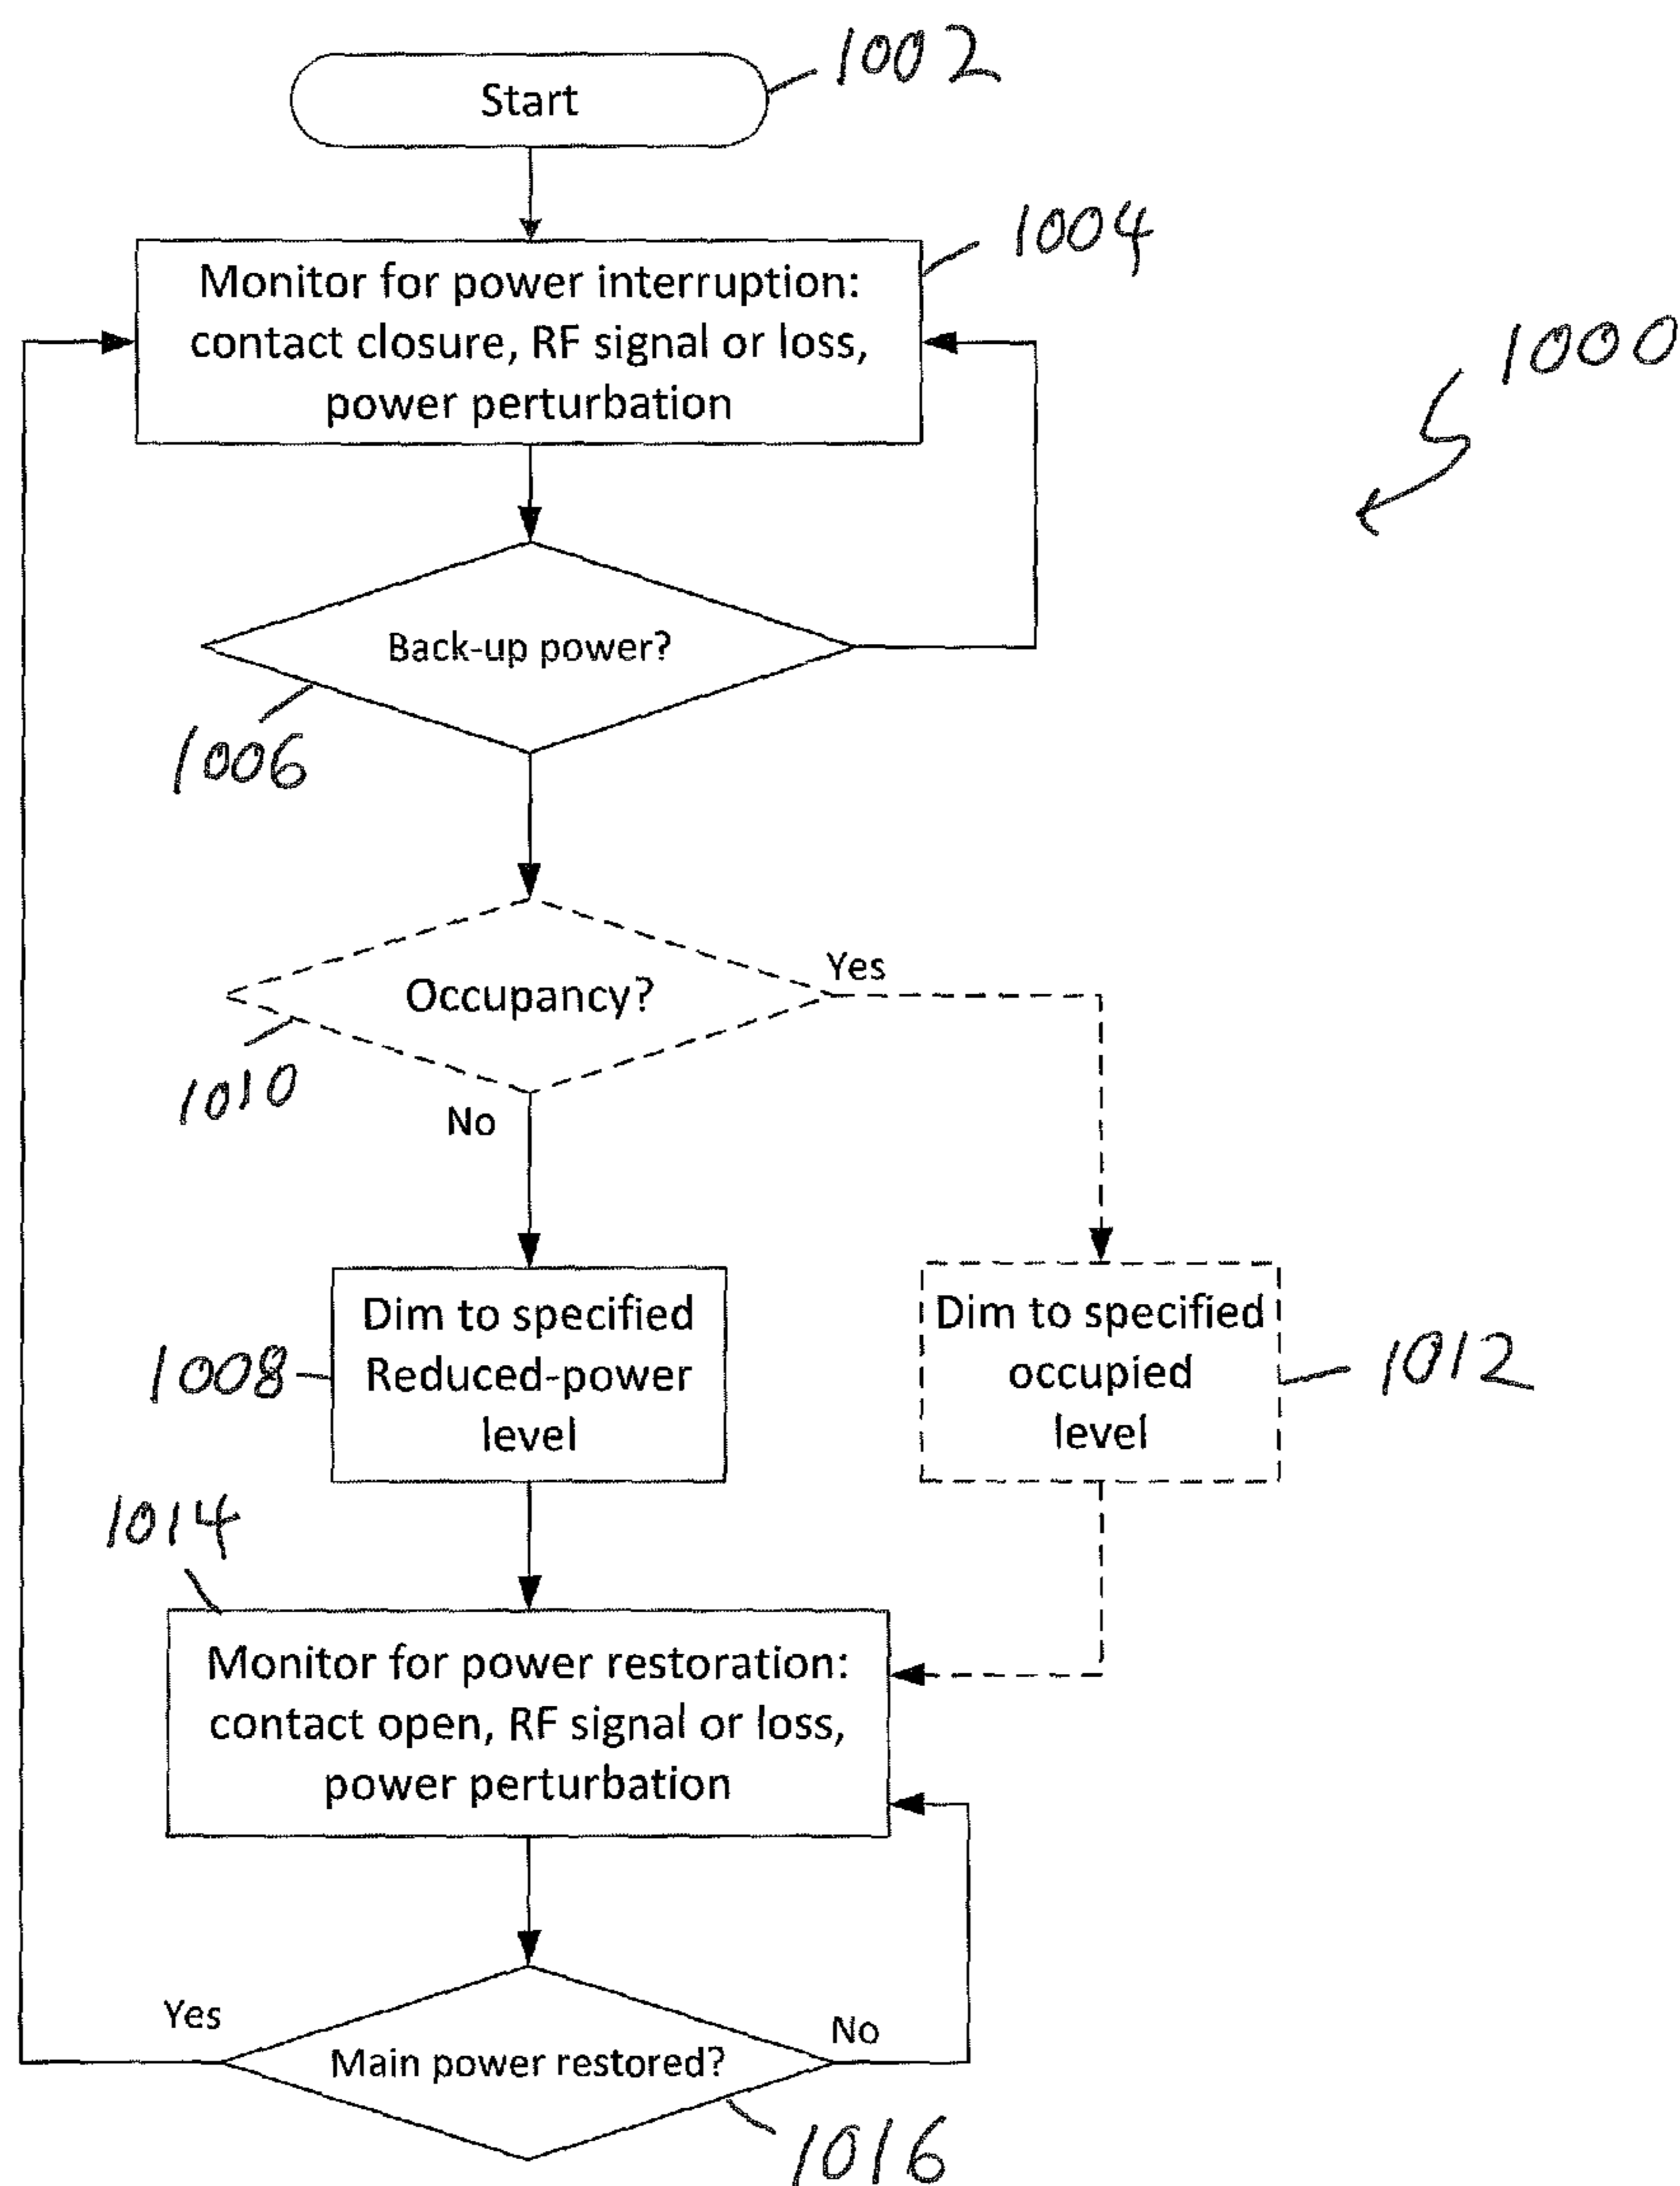 Start
1002
1004
Monitor for power interruption:
contact closure, RF signal or loss,
power perturbation
1000
Back-up power?
1006
Yes
Occupancy?
1010
No
Dim to specified
Reduced-power
level
1008
Dim to specified
occupied
level
1012
1014
Monitor for power restoration:
contact open, RF signal or loss,
power perturbation
Yes
No
Main power restored?
1016